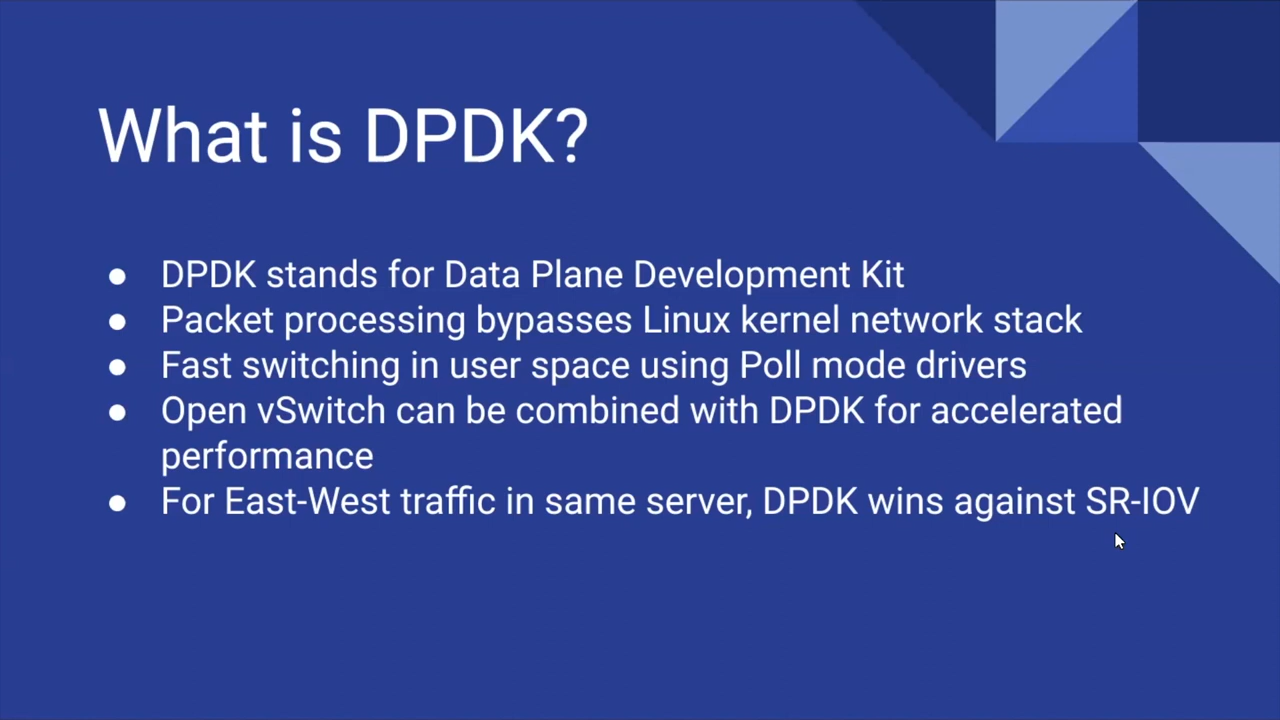 What is DPDK?
● DPDK stands for Data Plane Development Kit
● Packet processing bypasses Linux kernel network stack
● Fast switching in user space using Poll mode drivers
● Open vSwitch can be combined with DPDK for accelerated
performance
● For East-West traffic in same server, DPDK wins against SR-IOV